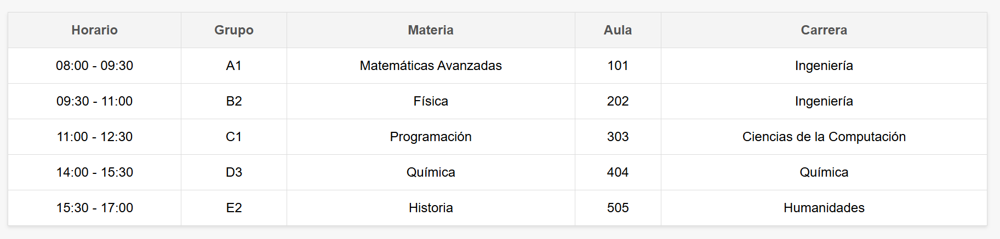 Horario Grupo Materia Aula Carrera
08:00 - 09:30 A1 Matemáticas Avanzadas 101 Ingeniería
09:30 - 11:00 B2 Física 202 Ingeniería
11:00 - 12:30 C1 Programación 303 Ciencias de la Computación
14:00 - 15:30 D3 Química 404 Química
15:30 - 17:00 E2 Historia 505 Humanidades